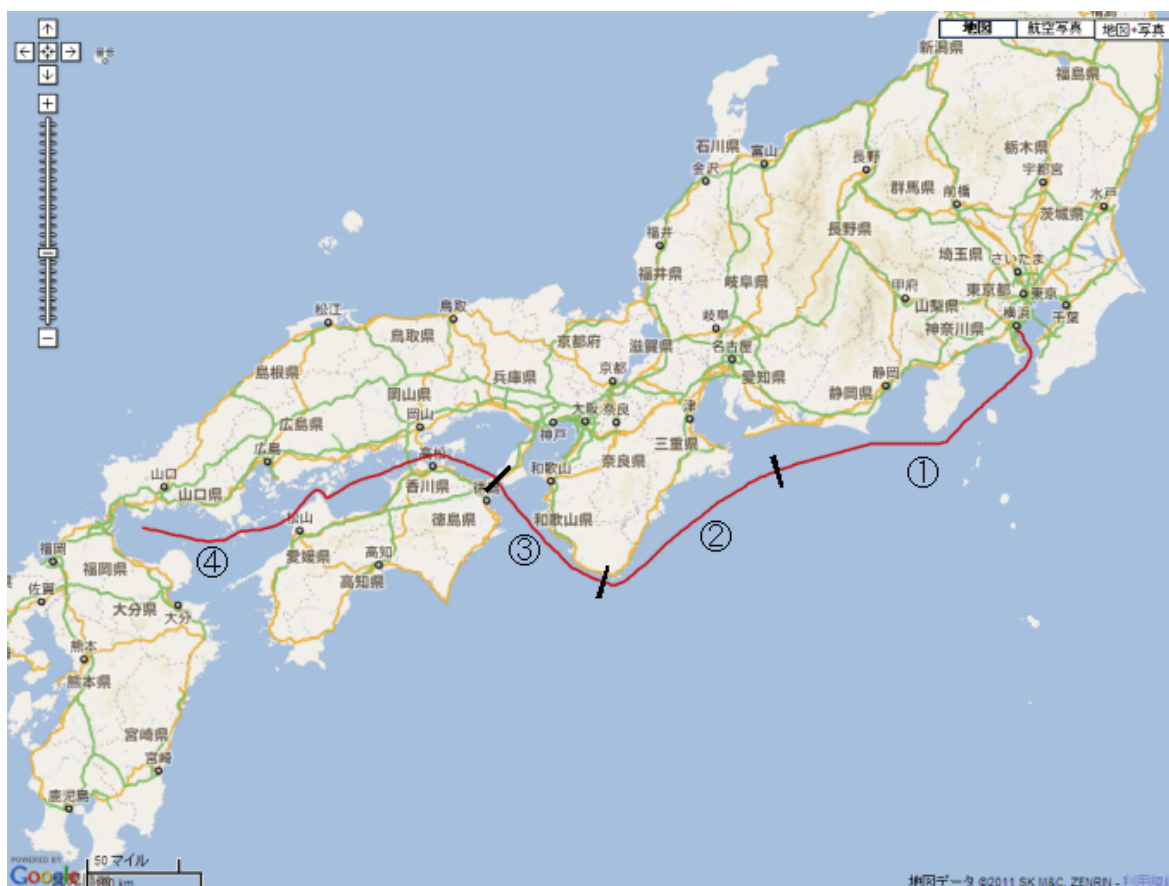 地図
航空写真
地図+写真
福島
新潟県
福島県
石川県
富山
金沢
長野
栃木県
宇都宮
群馬県
前橋
水戸
茨城県
長野県
福井
埼玉県
さいたま
福井県
岐阜県
甲府
山梨県
東京都
東京
千葉
横浜
神奈川県
松江
鳥取
鳥取県
京都府
岐阜
滋賀県
名古屋
愛知県
静岡
静岡県
島根県
兵庫県
京都
岡山県
岡山
広島県
大阪
奈良
神戸
津
三重県
広島
高松
和歌山
奈良県
①
山口
山口県
香川県
徳島
徳島県
和歌山県
②
③
松山
愛媛県
高知
高知県
④
福岡
福岡県
佐賀
大分県
大分
熊本
熊本県
宮崎県
宮崎
鹿児島
POWERED BY
Google
50 マイル
100 km
地図データ ©2011 SK M&C, ZENRIN -